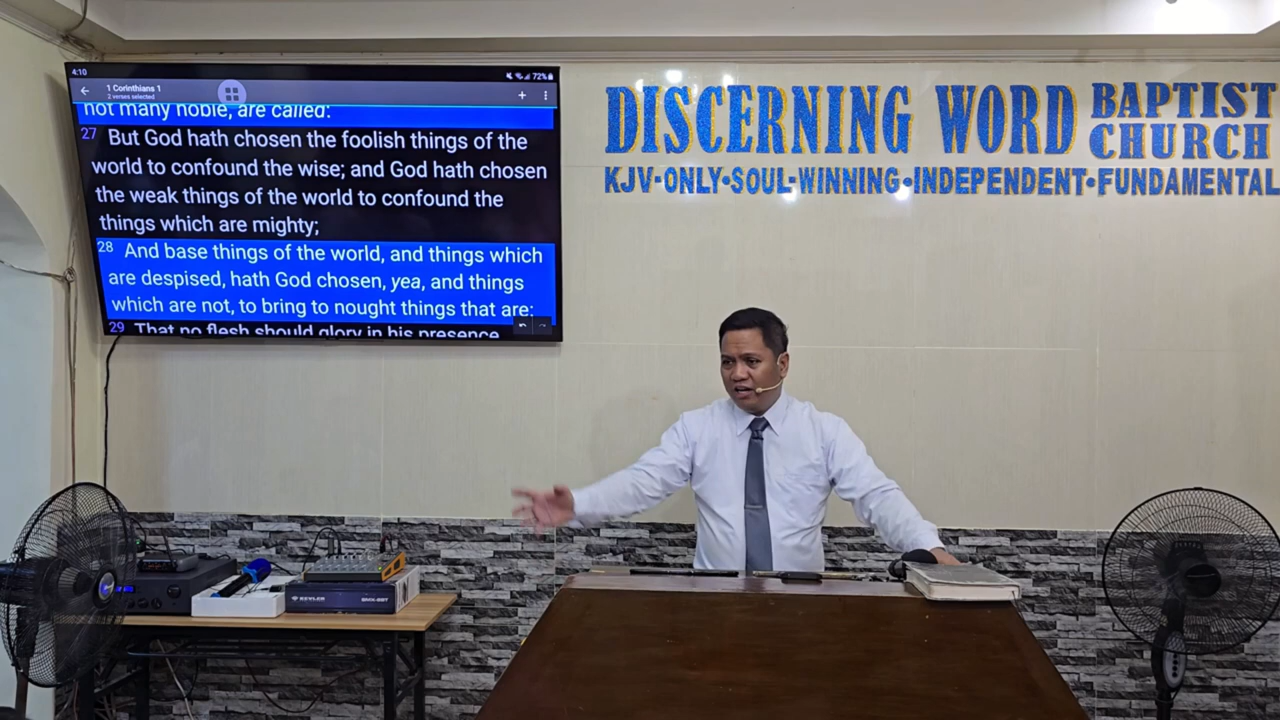 4:10
72%
1 Corinthians 1
2 verses selected
not many noble, are called:
27 But God hath chosen the foolish things of the
world to confound the wise; and God hath chosen
the weak things of the world to confound the
things which are mighty;
28 And base things of the world, and things which
are despised, hath God chosen, yea, and things
which are not, to bring to nought things that are:
29 That no flesh should glory in his presence
DISCERNING WORD BAPTIST
CHURCH
KJV-ONLY•SOUL-WINNING•INDEPENDENT•FUNDAMENTAL